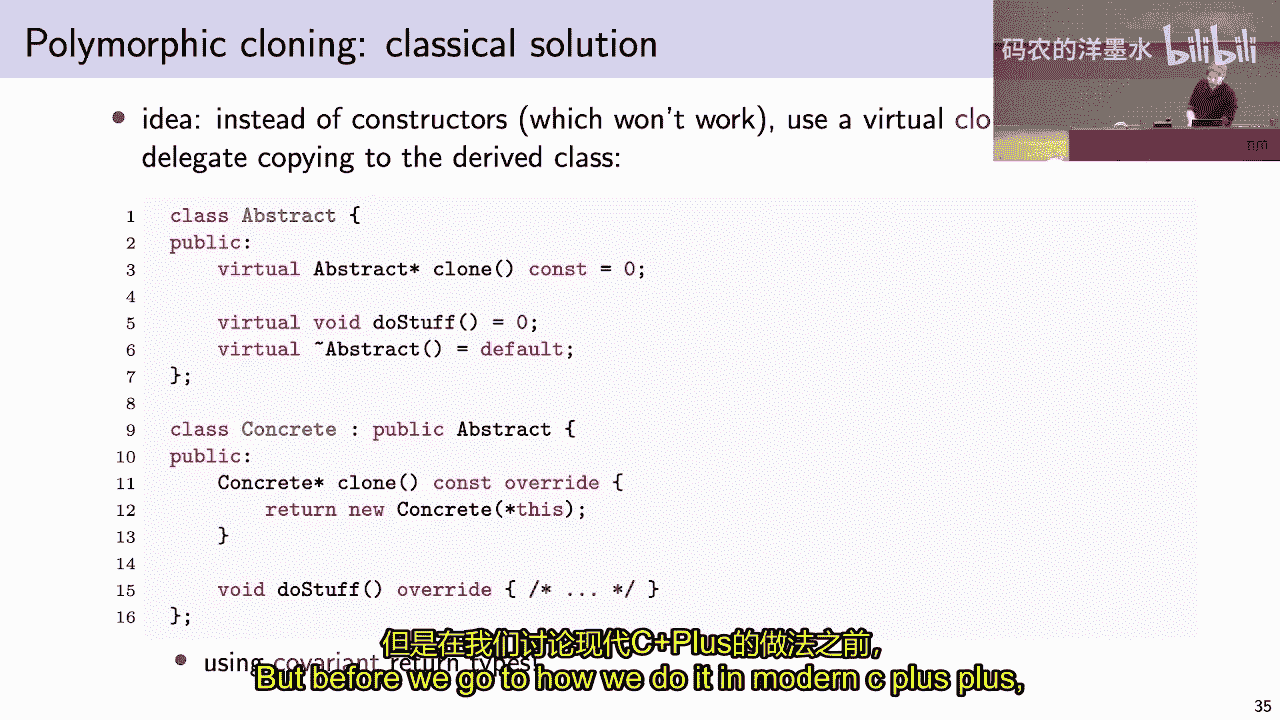 Polymorphic cloning: classical solution
码农的洋墨水 bilibili
• idea: instead of constructors (which won't work), use a virtual clo
delegate copying to the derived class:
1 class Abstract {
2 public:
3 virtual Abstract* clone() const = 0;
4
5 virtual void doStuff() = 0;
6 virtual ~Abstract() = default;
7 };
8
9 class Concrete : public Abstract {
10 public:
11 Concrete* clone() const override {
12 return new Concrete(*this);
13 }
14
15 void doStuff() override { /* ... */ }
16 };
• using covariant return types!
但是在我们讨论现代C+Plus的做法之前,
But before we go to how we do it in modern c plus plus,
35